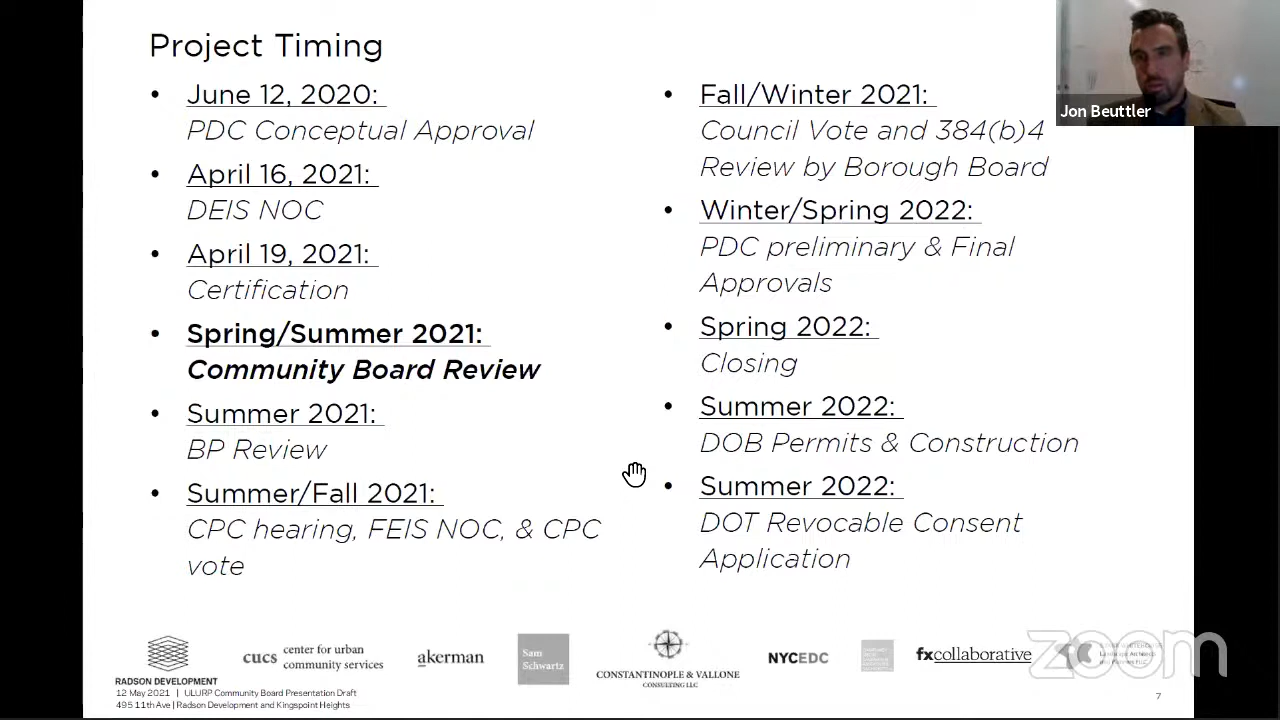 Project Timing
• June 12, 2020:
PDC Conceptual Approval
• April 16, 2021:
DEIS NOC
• April 19, 2021:
Certification
• Spring/Summer 2021:
Community Board Review
• Summer 2021:
BP Review
• Summer/Fall 2021:
CPC hearing, FEIS NOC, & CPC
vote
• Fall/Winter 2021:
Council Vote and 384(b)4
Review by Borough Board
• Winter/Spring 2022:
PDC preliminary & Final
Approvals
• Spring 2022:
Closing
• Summer 2022:
DOB Permits & Construction
• Summer 2022:
DOT Revocable Consent
Application
Jon Beuttler
RADSON DEVELOPMENT
cucs center for urban
community services
akerman
Sam
Schwartz
CONSTANTINOPLE & VALLONE
CONSULTING LLC
NYCEDC
fxcollaborative
zoom
12 May 2021 | ULURP Community Board Presentation Draft
495 11th Ave | Radson Development and Kingspoint Heights
7